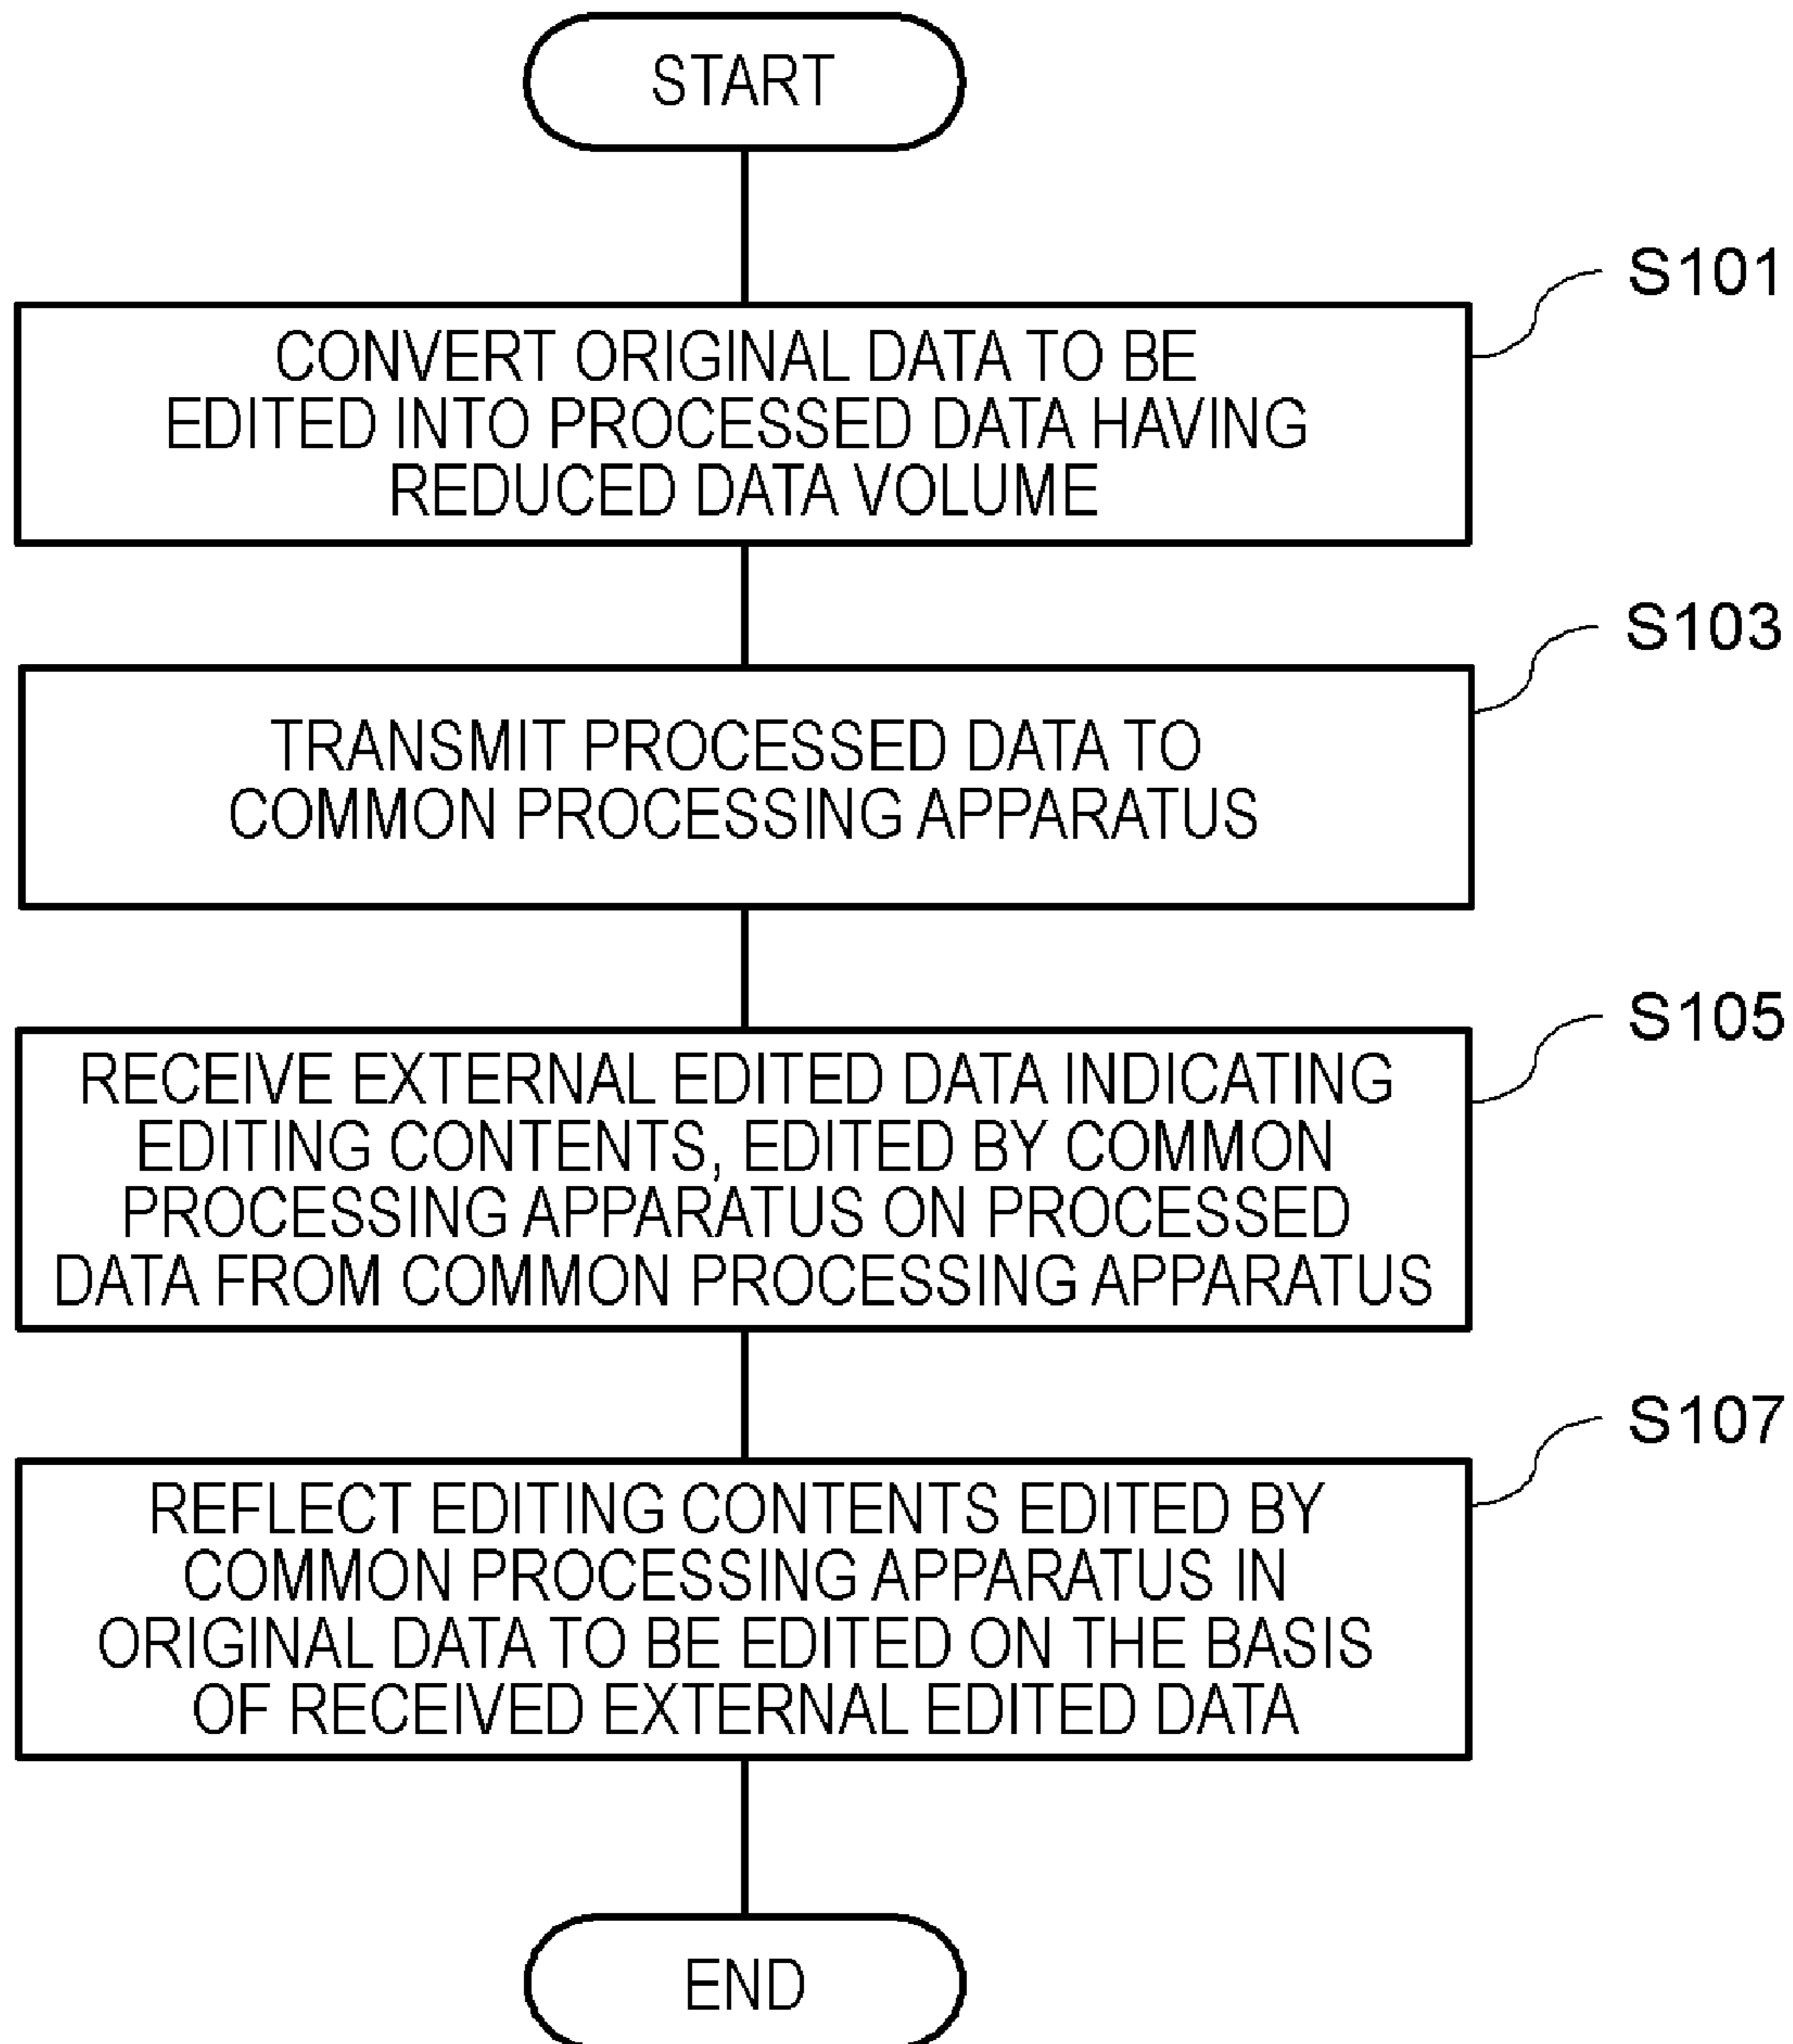 START
S101
CONVERT ORIGINAL DATA TO BE
EDITED INTO PROCESSED DATA HAVING
REDUCED DATA VOLUME
S103
TRANSMIT PROCESSED DATA TO
COMMON PROCESSING APPARATUS
S105
RECEIVE EXTERNAL EDITED DATA INDICATING
EDITING CONTENTS, EDITED BY COMMON
PROCESSING APPARATUS ON PROCESSED
DATA FROM COMMON PROCESSING APPARATUS
S107
REFLECT EDITING CONTENTS EDITED BY
COMMON PROCESSING APPARATUS IN
ORIGINAL DATA TO BE EDITED ON THE BASIS
OF RECEIVED EXTERNAL EDITED DATA
END